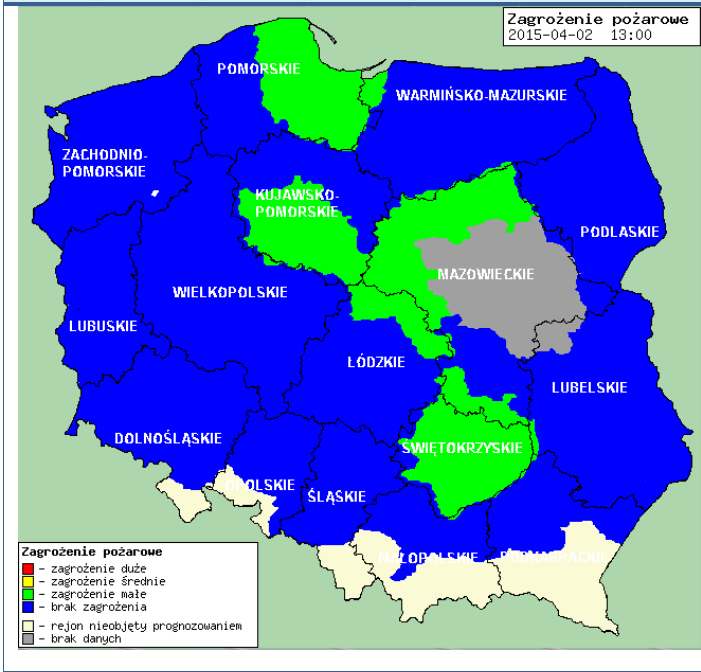 Zagrożenie pożarowe
2015-04-02 13:00
POMORSKIE
WARMIŃSKO-MAZURSKIE
ZACHODNIO-
POMORSKIE
KUJAWSKO-
POMORSKIE
PODLASKIE
MAZOWIECKIE
WIELKOPOLSKIE
LUBUSKIE
ŁÓDZKIE
LUBELSKIE
DOLNOŚLĄSKIE
ŚWIĘTOKRZYSKIE
OPOLSKIE
ŚLĄSKIE
MAŁOPOLSKIE
PODKARPACKIE
Zagrożenie pożarowe
- zagrożenie duże
- zagrożenie średnie
- zagrożenie małe
- brak zagrożenia
- rejon nieobjęty prognozowaniem
- brak danych